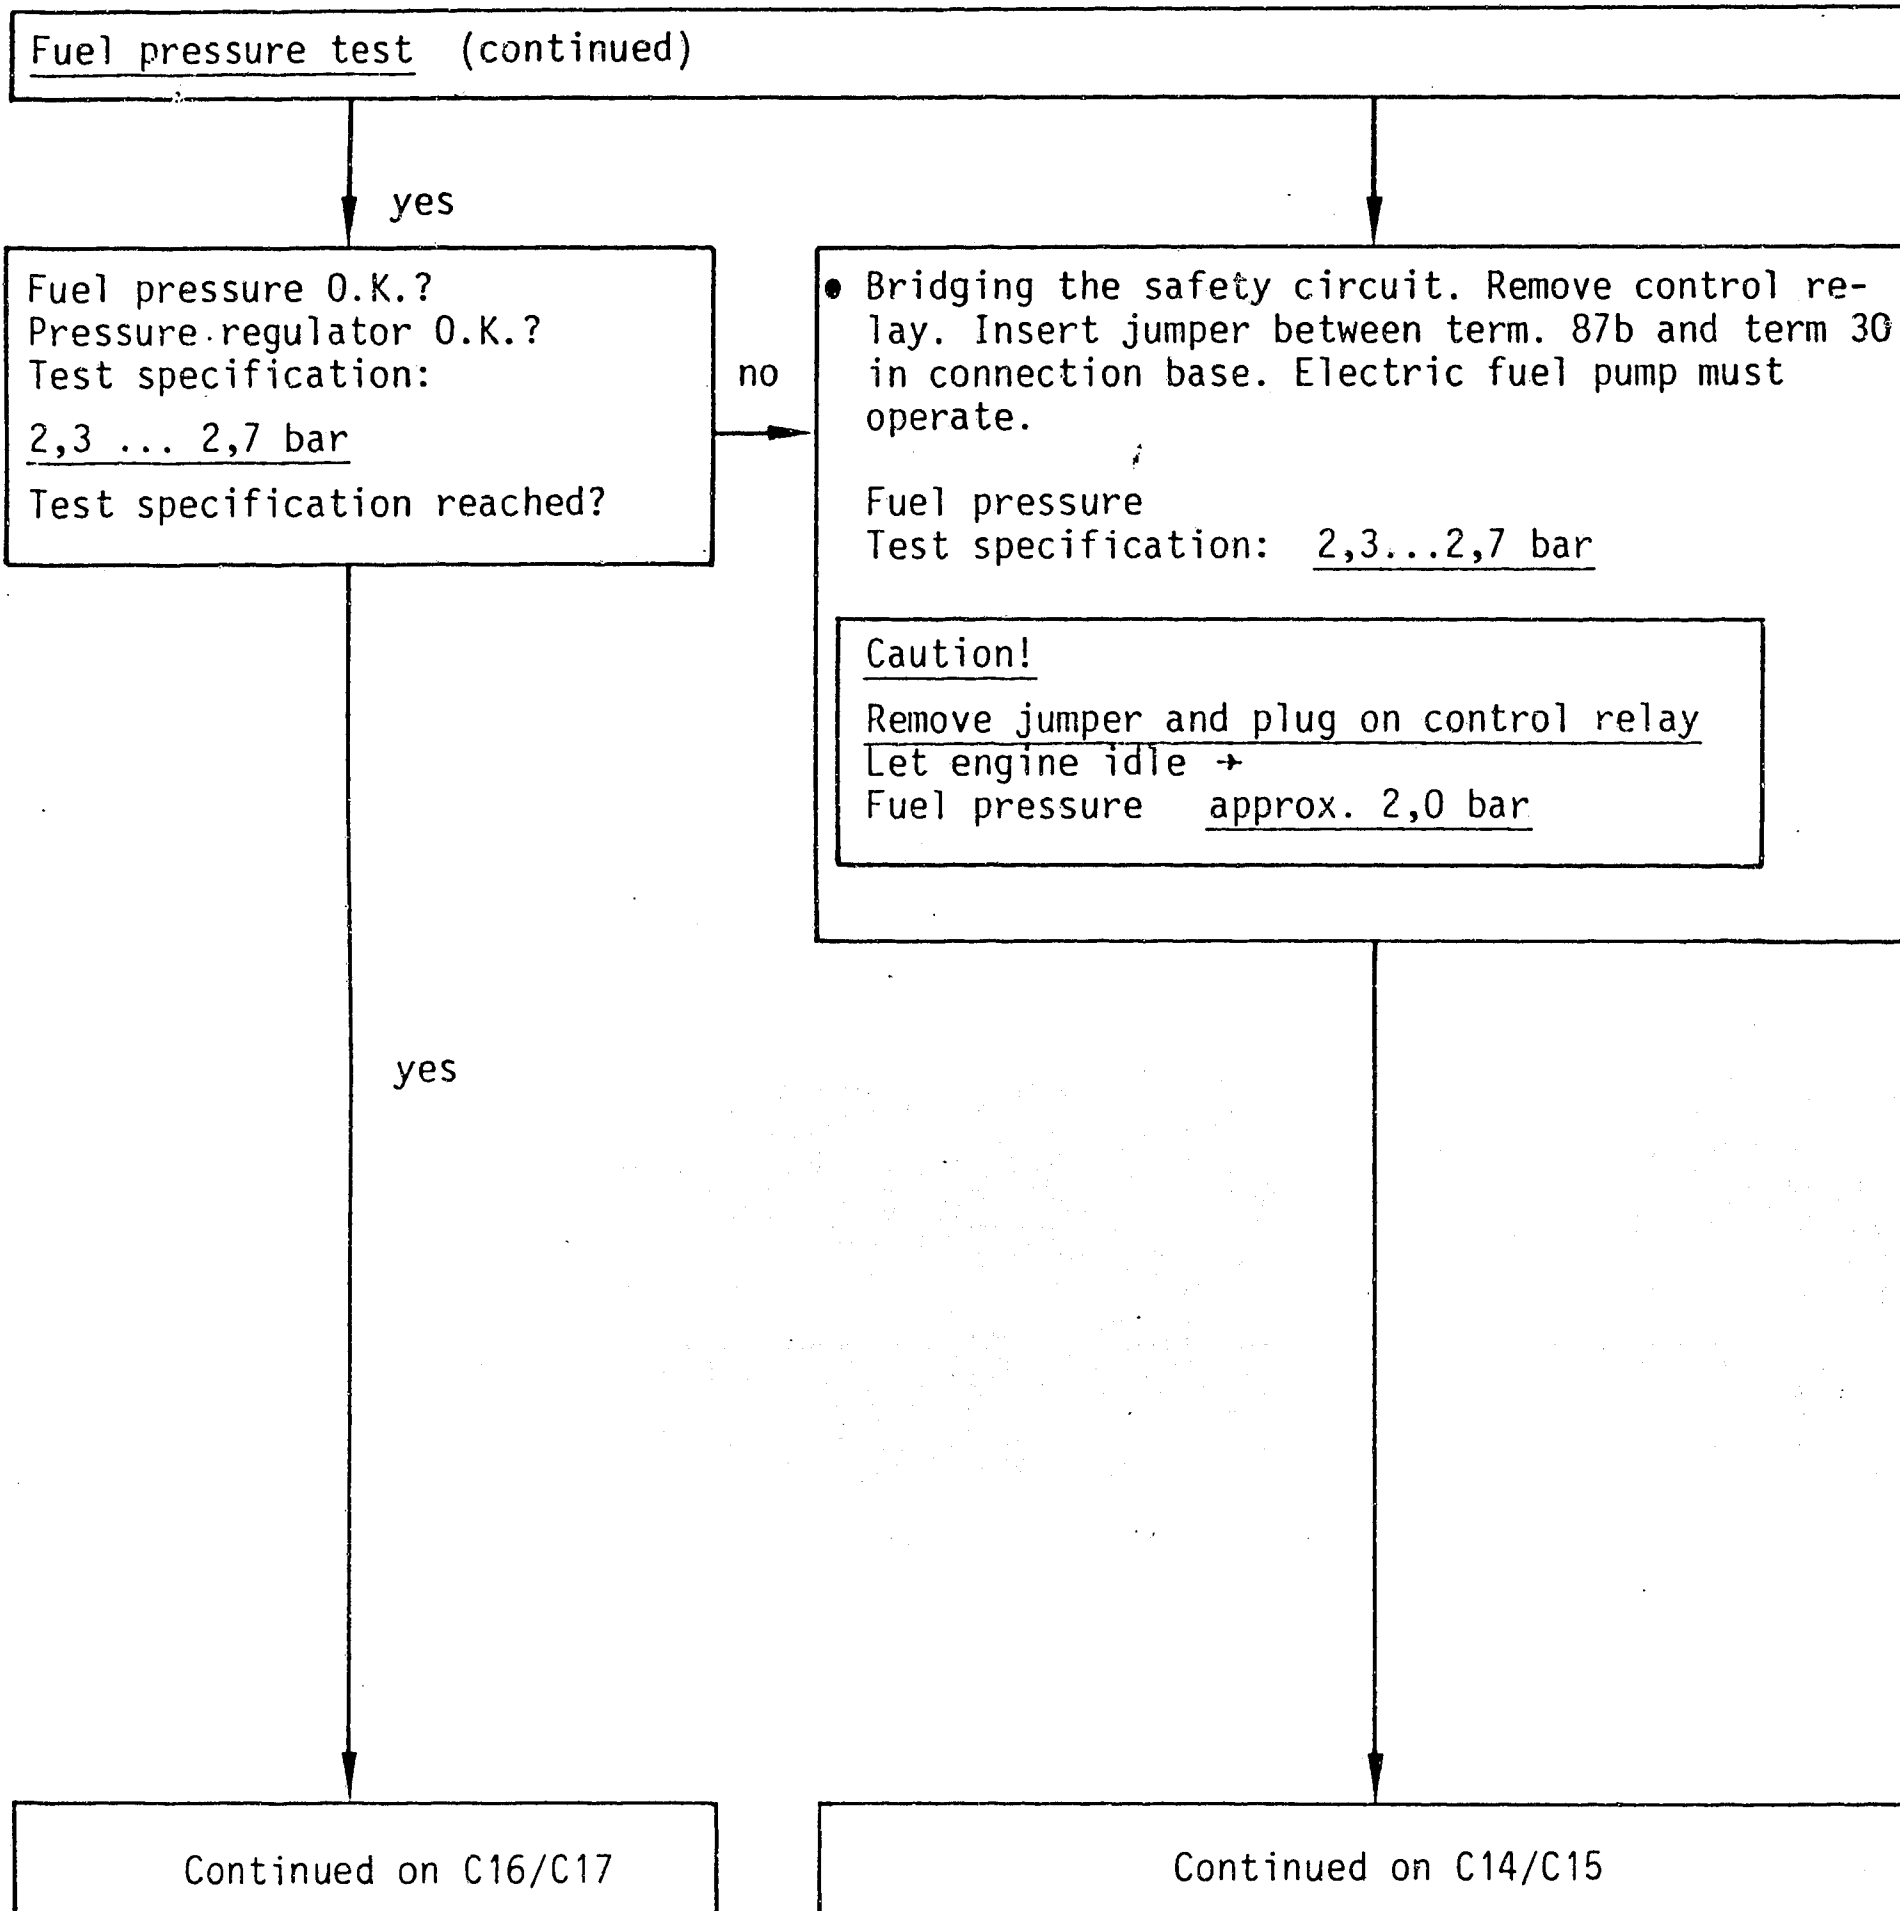 Fuel pressure test (continued)
yes
Fuel pressure O.K.?
Pressure regulator O.K.?
Test specification:
2,3 ... 2,7 bar
Test specification reached?
no
• Bridging the safety circuit. Remove control re-
lay. Insert jumper between term. 87b and term 30
in connection base. Electric fuel pump must
operate.
Fuel pressure
Test specification: 2,3...2,7 bar
Caution!
Remove jumper and plug on control relay
Let engine idle →
Fuel pressure approx. 2,0 bar
yes
Continued on C16/C17
Continued on C14/C15